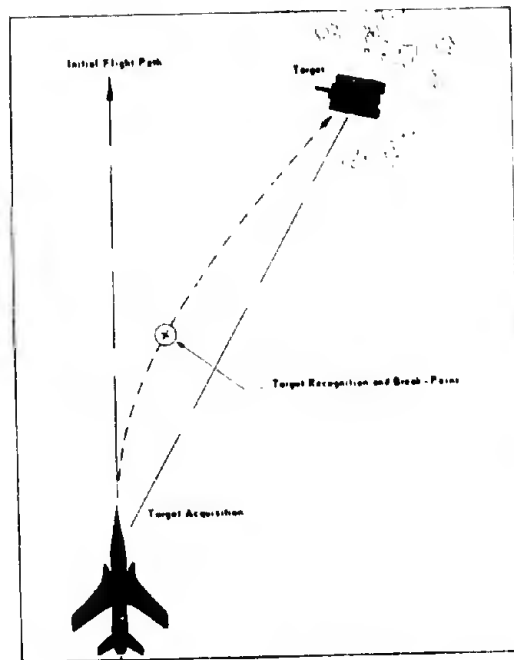 Initial Flight Path
Target
Target Recognition and Break - Point
Target Acquisition